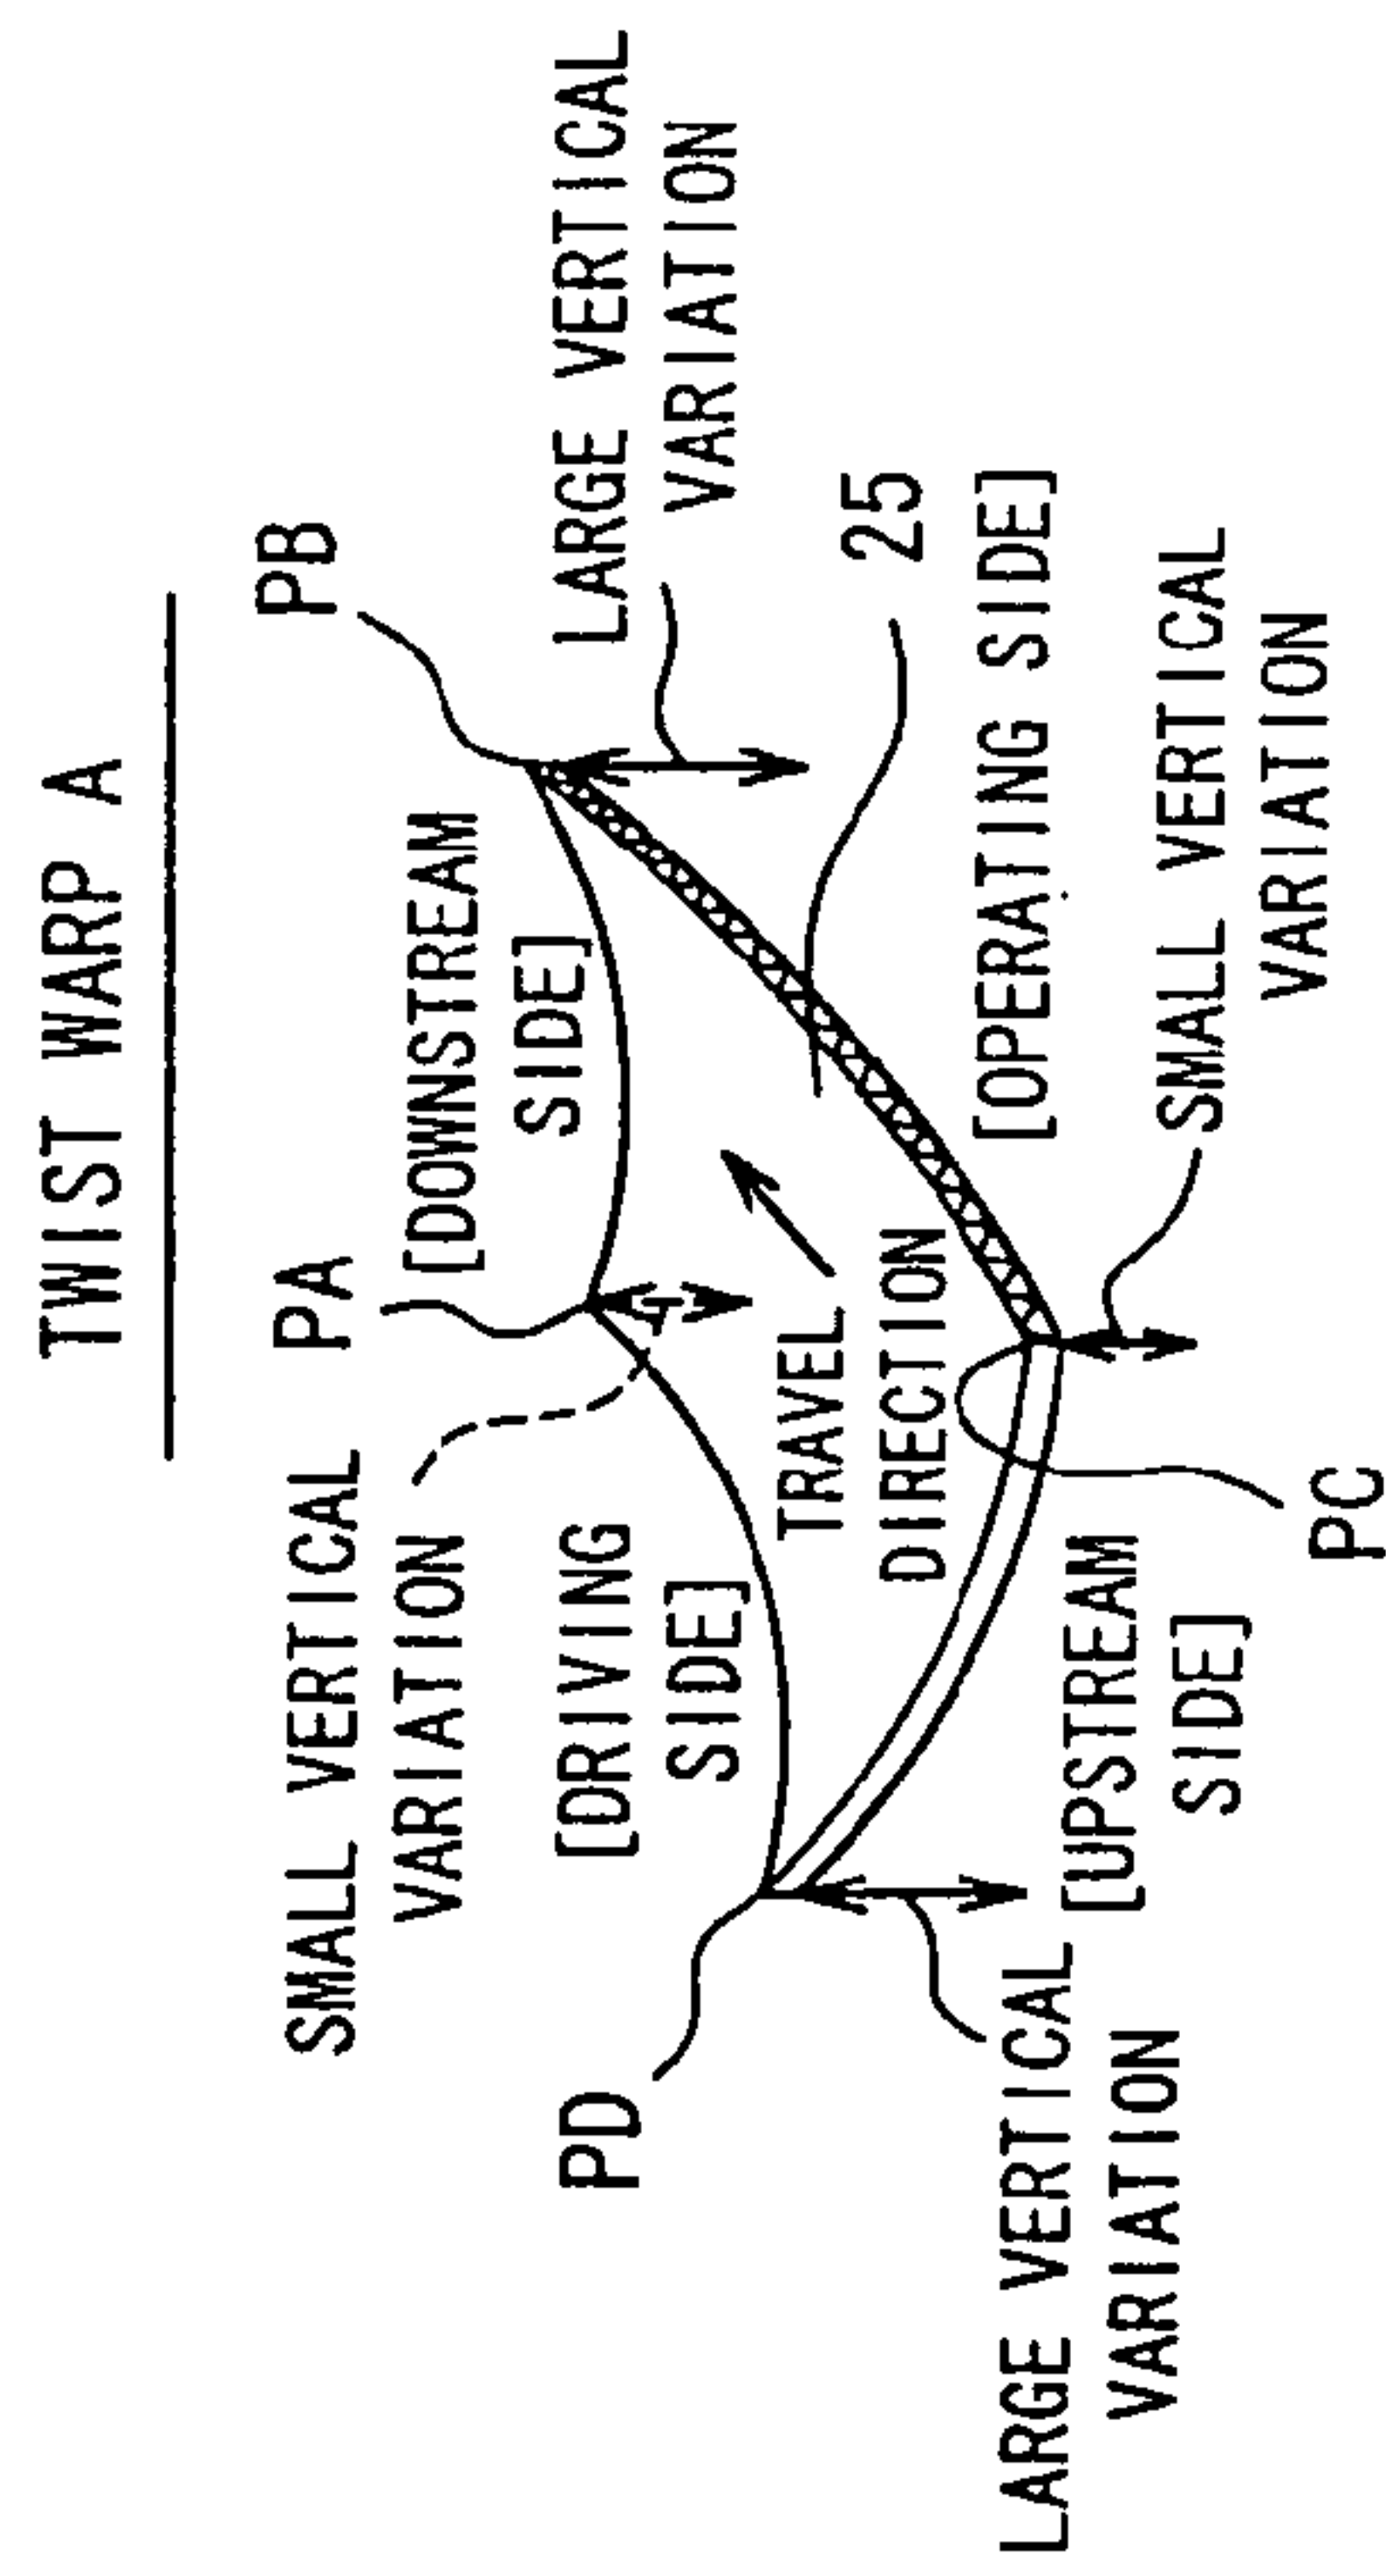 TWIST WARP A
PA
PB
SMALL VERTICAL
VARIATION
[DOWNSTREAM
SIDE]
LARGE VERTICAL
VARIATION
PD
[DRIVING
SIDE]
TRAVEL
DIRECTION
25
[OPERATING SIDE]
LARGE VERTICAL
VARIATION
[UPSTREAM
SIDE]
SMALL VERTICAL
VARIATION
PC